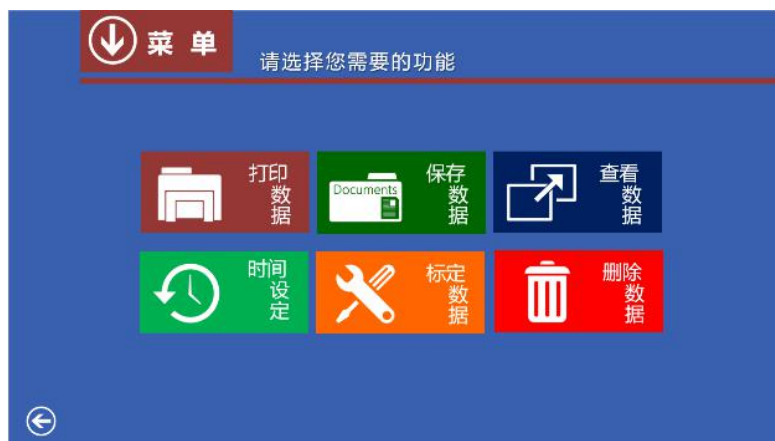 菜 单
请选择您需要的功能
打印
数
据
Documents
保存
数
据
查看
数
据
时间
设
定
标定
数
据
删除
数
据